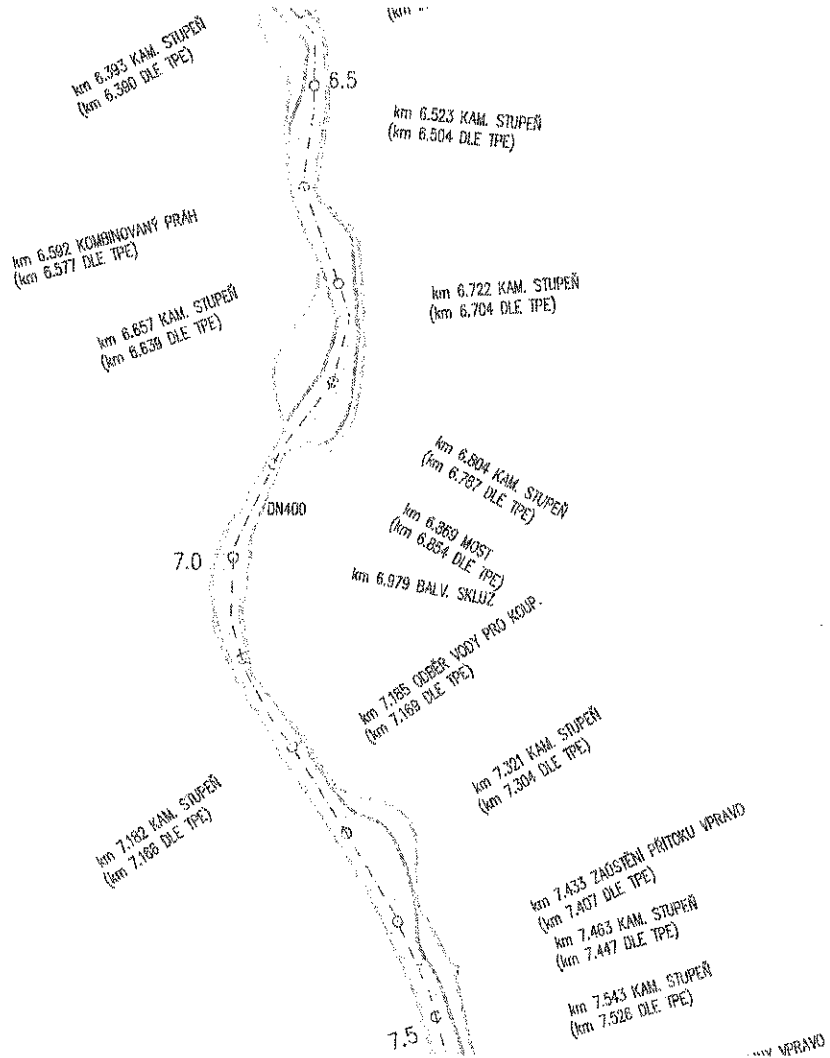 km 6.393 KAM. STUPEŇ
(km 6.390 DLE TPE)
6.5
km 6.523 KAM. STUPEŇ
(km 6.504 DLE TPE)
km 6.592 KOMBINOVANÝ PRÁH
(km 6.577 DLE TPE)
km 6.657 KAM. STUPEŇ
(km 6.639 DLE TPE)
km 6.722 KAM. STUPEŇ
(km 6.704 DLE TPE)
km 6.804 KAM. STUPEŇ
(km 6.787 DLE TPE)
DN400
km 6.869 MOST
(km 6.854 DLE TPE)
7.0
km 6.979 BALV. SKLUZ
km 7.185 ODBĚR VODY PRO KOUP.
(km 7.169 DLE TPE)
km 7.182 KAM. STUPEŇ
(km 7.166 DLE TPE)
km 7.321 KAM. STUPEŇ
(km 7.304 DLE TPE)
km 7.433 ZAÚSTĚNÍ PŘÍTOKU VPRAVO
(km 7.407 DLE TPE)
km 7.463 KAM. STUPEŇ
(km 7.447 DLE TPE)
km 7.543 KAM. STUPEŇ
(km 7.526 DLE TPE)
7.5
VPRAVO